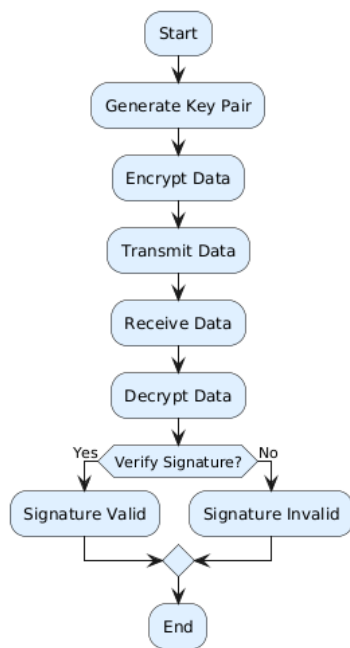 Start
Generate Key Pair
Encrypt Data
Transmit Data
Receive Data
Decrypt Data
Yes
Verify Signature?
No
Signature Valid
Signature Invalid
End